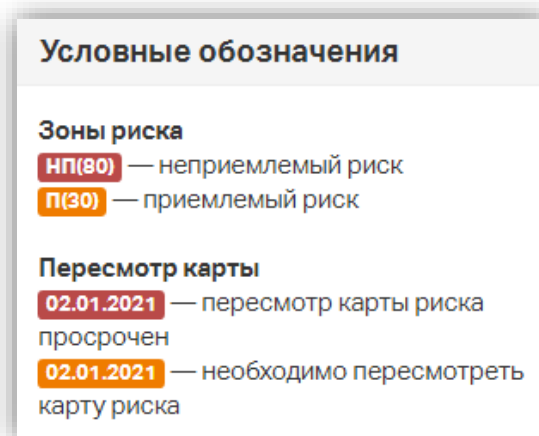 Условные обозначения
Зоны риска
НП(80) — неприемлемый риск
П(30) — приемлемый риск
Пересмотр карты
02.01.2021 — пересмотр карты риска
просрочен
02.01.2021 — необходимо пересмотреть
карту риска